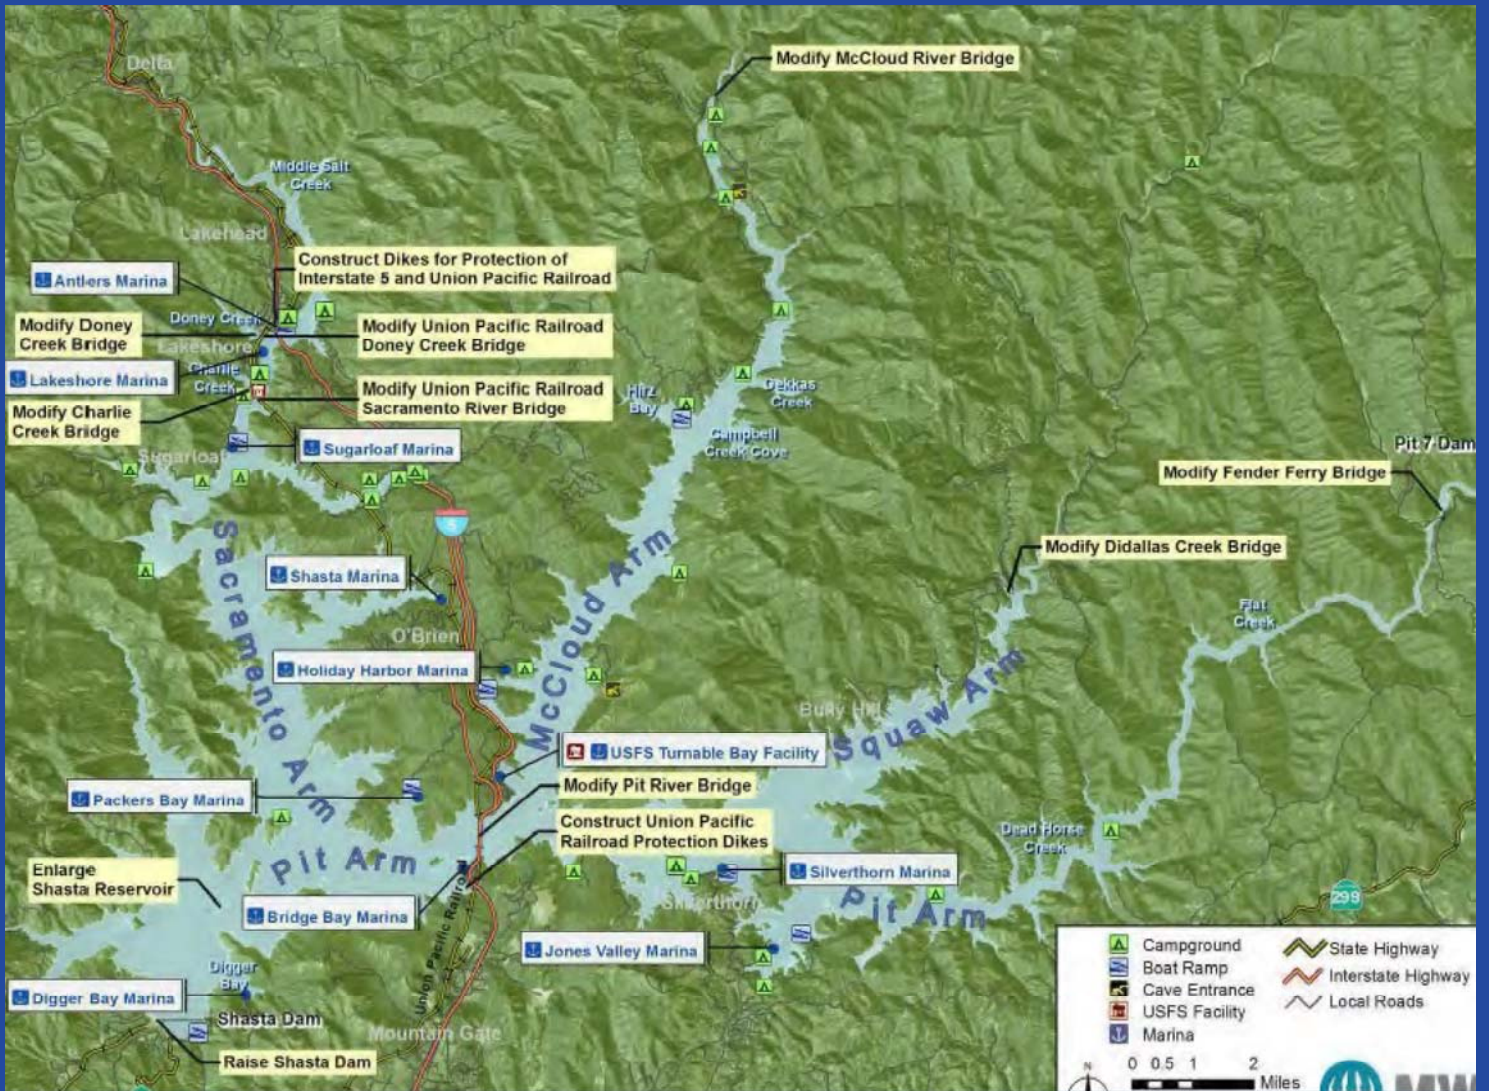 Delta
Modify McCloud River Bridge
Middle Salt
Creek
Lakehead
Construct Dikes for Protection of
Interstate 5 and Union Pacific Railroad
Antlers Marina
Doney Creek
Modify Doney
Creek Bridge
Modify Union Pacific Railroad
Doney Creek Bridge
Lakeshore
Lakeshore Marina
Charlie
Creek
Modify Union Pacific Railroad
Sacramento River Bridge
Modify Charlie
Creek Bridge
Hirz
Bay
Dekkas
Creek
Campbell
Creek Cove
Sugarloaf Marina
Sugarloaf
Pit 7 Dam
Modify Fender Ferry Bridge
5
Sacramento Arm
McCloud Arm
Modify Didallas Creek Bridge
Shasta Marina
Flat
Creek
O'Brien
Holiday Harbor Marina
Bully Hill
Squaw Arm
USFS Turnable Bay Facility
Modify Pit River Bridge
Packers Bay Marina
Construct Union Pacific
Railroad Protection Dikes
Dead Horse
Creek
Pit Arm
Enlarge
Shasta Reservoir
Silverthorn Marina
Silverthorn
Pit Arm
299
Bridge Bay Marina
Union Pacific Railroad
Jones Valley Marina
Digger
Bay
Digger Bay Marina
Shasta Dam
Mountain Gate
Raise Shasta Dam
Campground
Boat Ramp
Cave Entrance
USFS Facility
Marina
State Highway
Interstate Highway
Local Roads
N
0 0.5 1 2
Miles